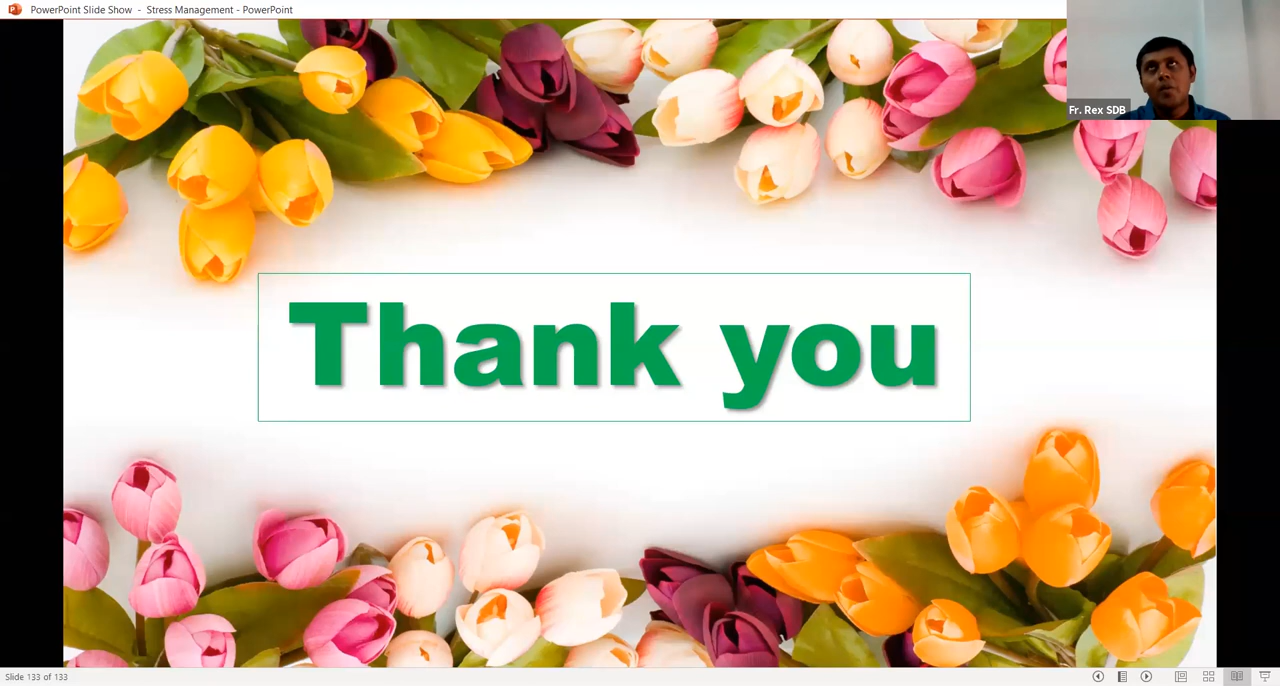 PowerPoint Slide Show - Stress Management - PowerPoint
Fr. Rex SDB
Thank you
Slide 133 of 133